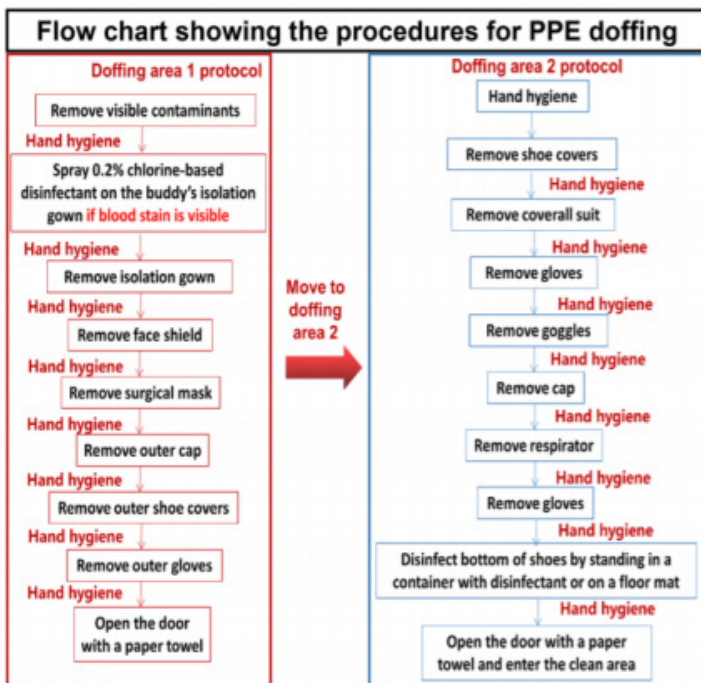 Flow chart showing the procedures for PPE doffing
Doffing area 1 protocol
Remove visible contaminants
Hand hygiene
Spray 0.2% chlorine-based
disinfectant on the buddy's isolation
gown if blood stain is visible
Hand hygiene
Remove isolation gown
Hand hygiene
Remove face shield
Hand hygiene
Remove surgical mask
Hand hygiene
Remove outer cap
Hand hygiene
Remove outer shoe covers
Hand hygiene
Remove outer gloves
Hand hygiene
Open the door
with a paper towel
Move to
doffing
area 2
Doffing area 2 protocol
Hand hygiene
Remove shoe covers
Hand hygiene
Remove coverall suit
Hand hygiene
Remove gloves
Hand hygiene
Remove goggles
Hand hygiene
Remove cap
Hand hygiene
Remove respirator
Hand hygiene
Remove gloves
Hand hygiene
Disinfect bottom of shoes by standing in a
container with disinfectant or on a floor mat
Hand hygiene
Open the door with a paper
towel and enter the clean area